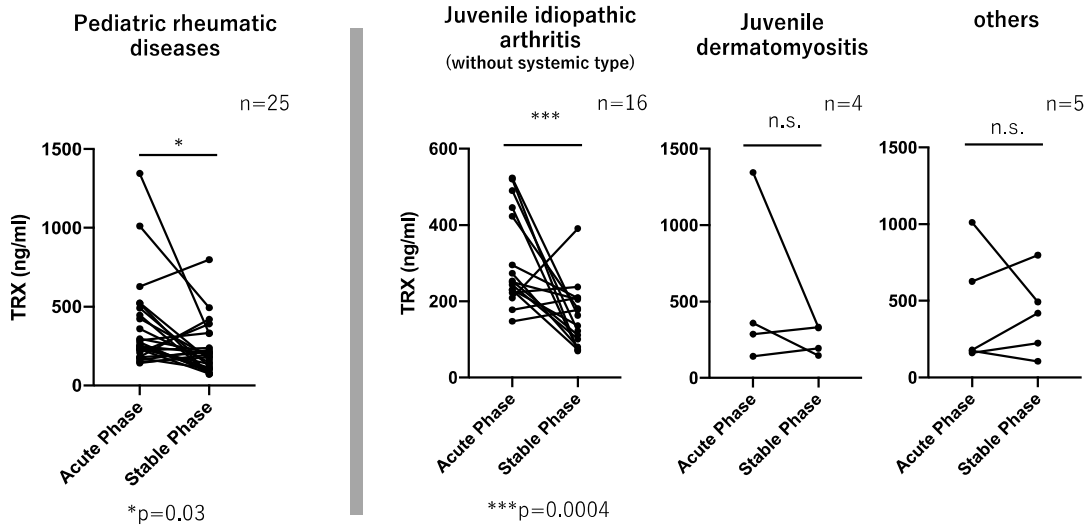 Pediatric rheumatic
diseases
n=25
*
1500
1000
500
0
TRX (ng/ml)
Acute Phase
Stable Phase
*p=0.03
Juvenile idiopathic
arthritis
(without systemic type)
n=16
***
600
400
200
0
TRX (ng/ml)
Acute Phase
Stable Phase
***p=0.0004
Juvenile
dermatomyositis
n=4
n.s.
1500
1000
500
0
Acute Phase
Stable Phase
others
n=5
n.s.
1500
1000
500
0
Acute Phase
Stable Phase